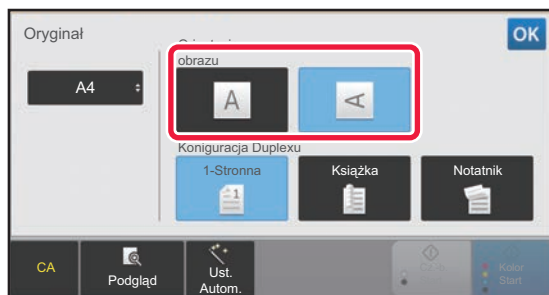 Oryginał
OK
obrazu
A4
A
A
Koniguracja Duplexu
1-Stronna
1
Książka
Notatnik
CA
Podgląd
Ust.
Autom.
Kolor
Start